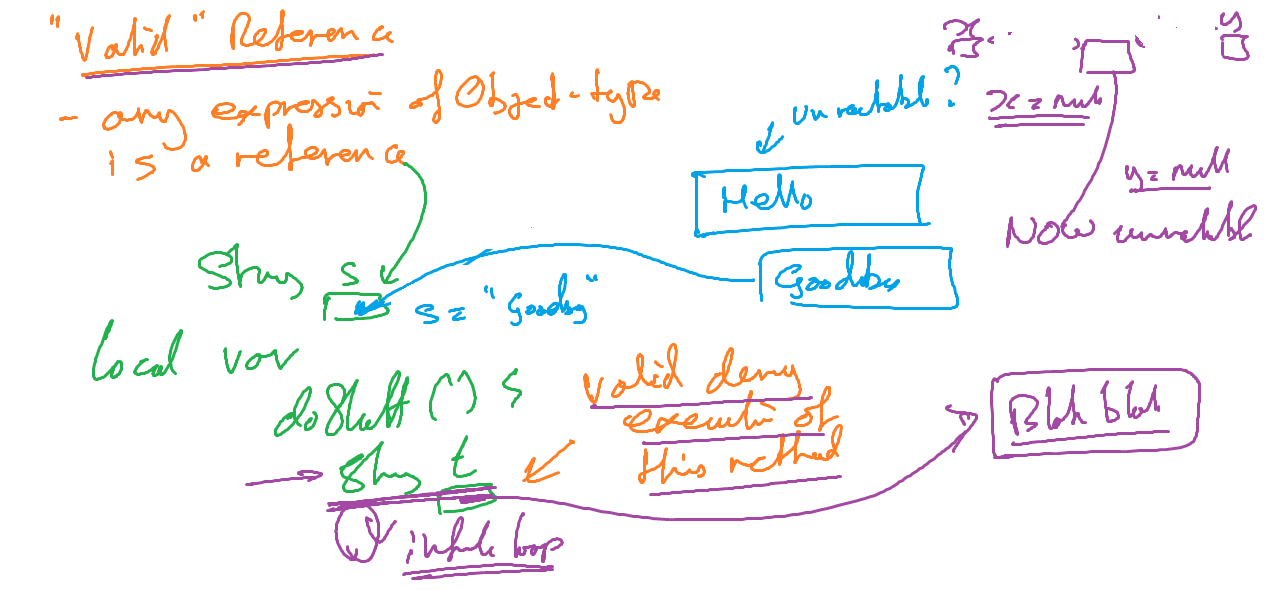 "Valid" Reference
- any expression of Object-type
is a reference
x
y
x = null
y = null
NOW unreachable
unreachable?
Hello
String s
Goodbye
s = "Goodbye"
local var
doStuff() {
valid during
execution of
this method
String t
Blah blah
infinite loop